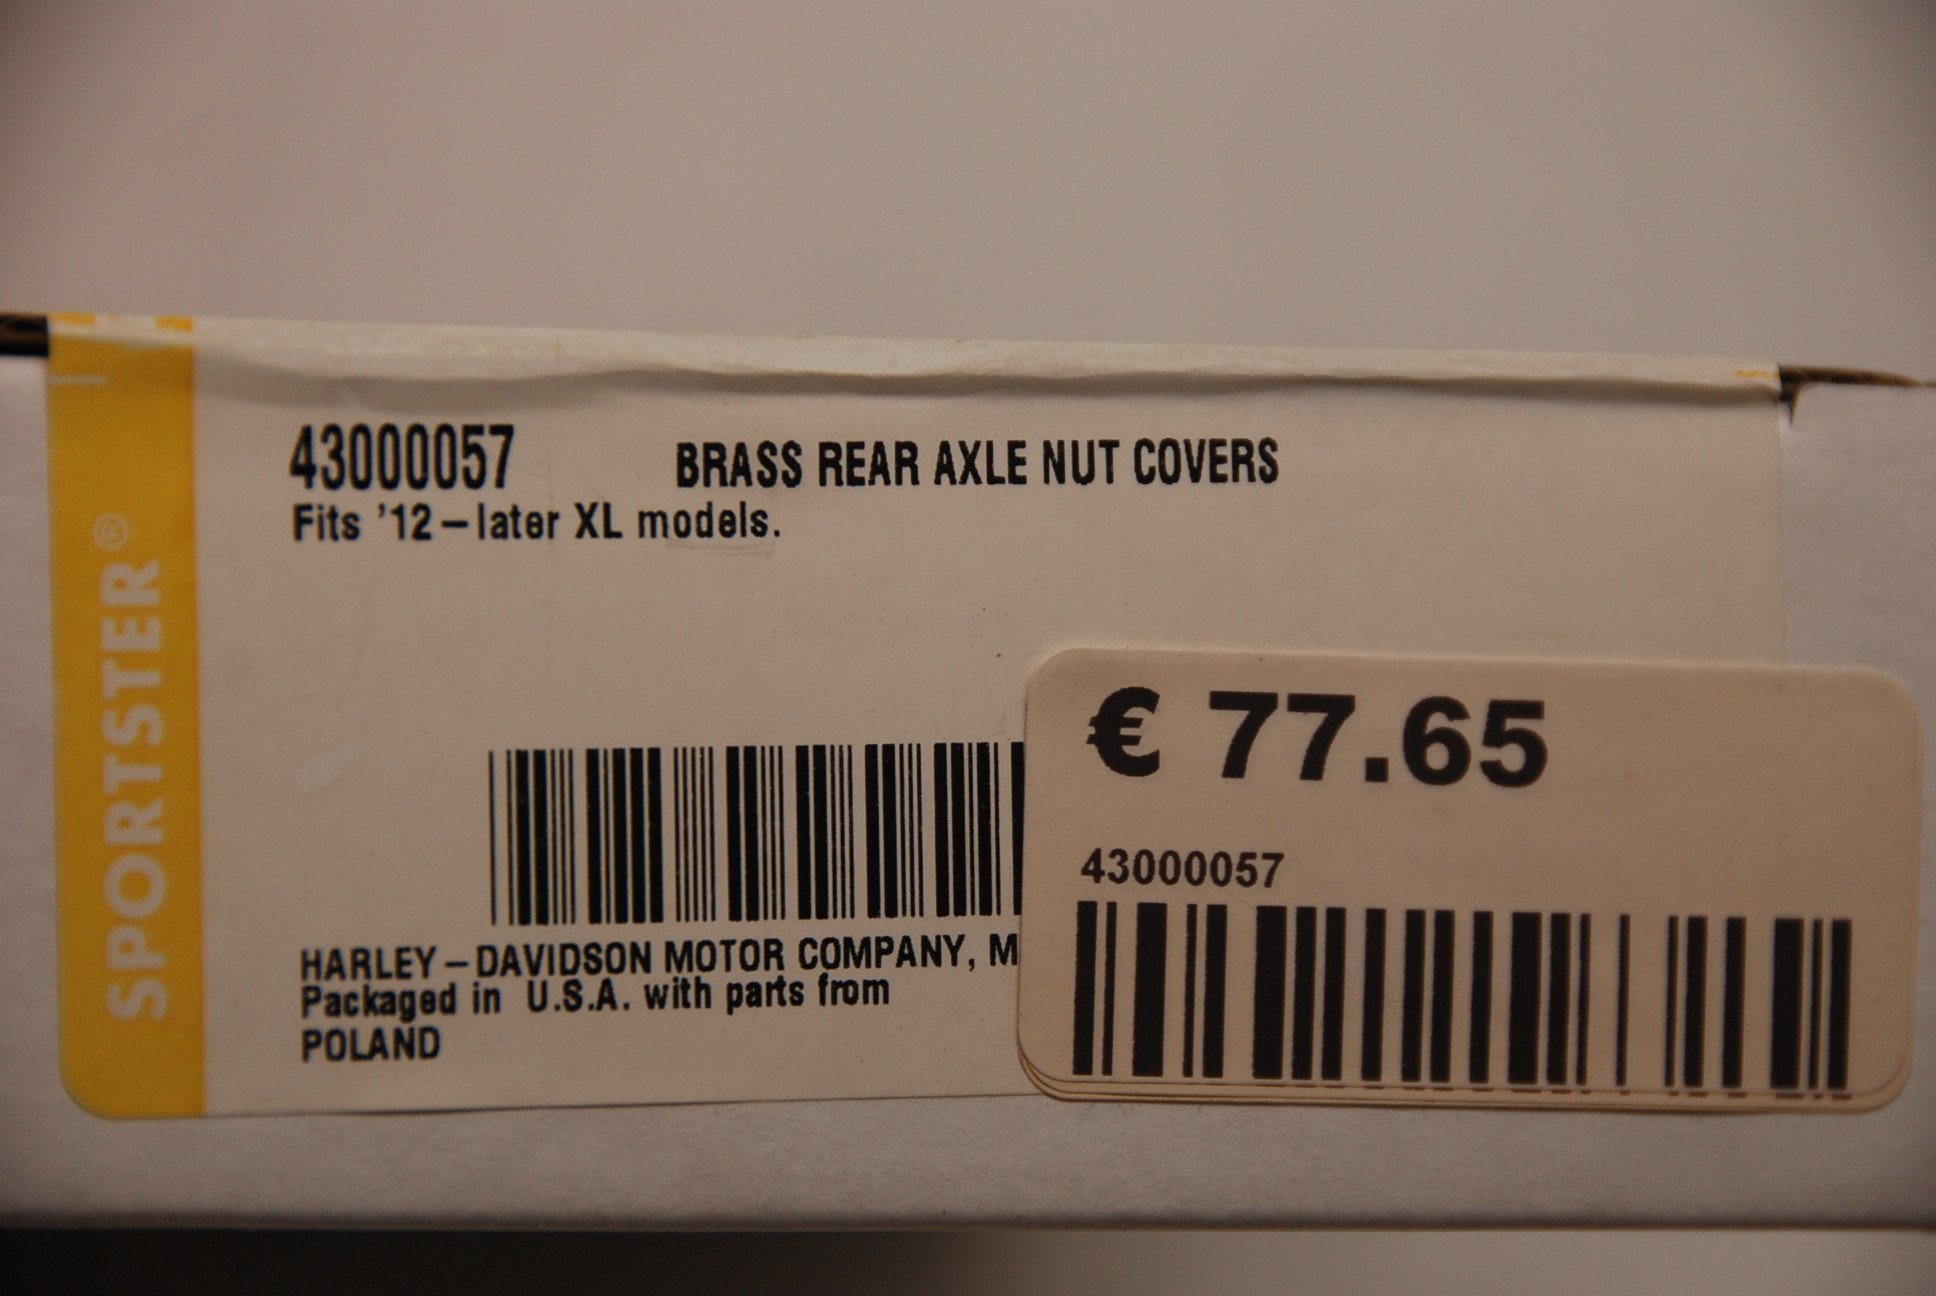 43000057 BRASS REAR AXLE NUT COVERS
Fits '12–later XL models.
SPORTSTER®
HARLEY–DAVIDSON MOTOR COMPANY,
Packaged in U.S.A. with parts from
POLAND
€ 77.65
43000057